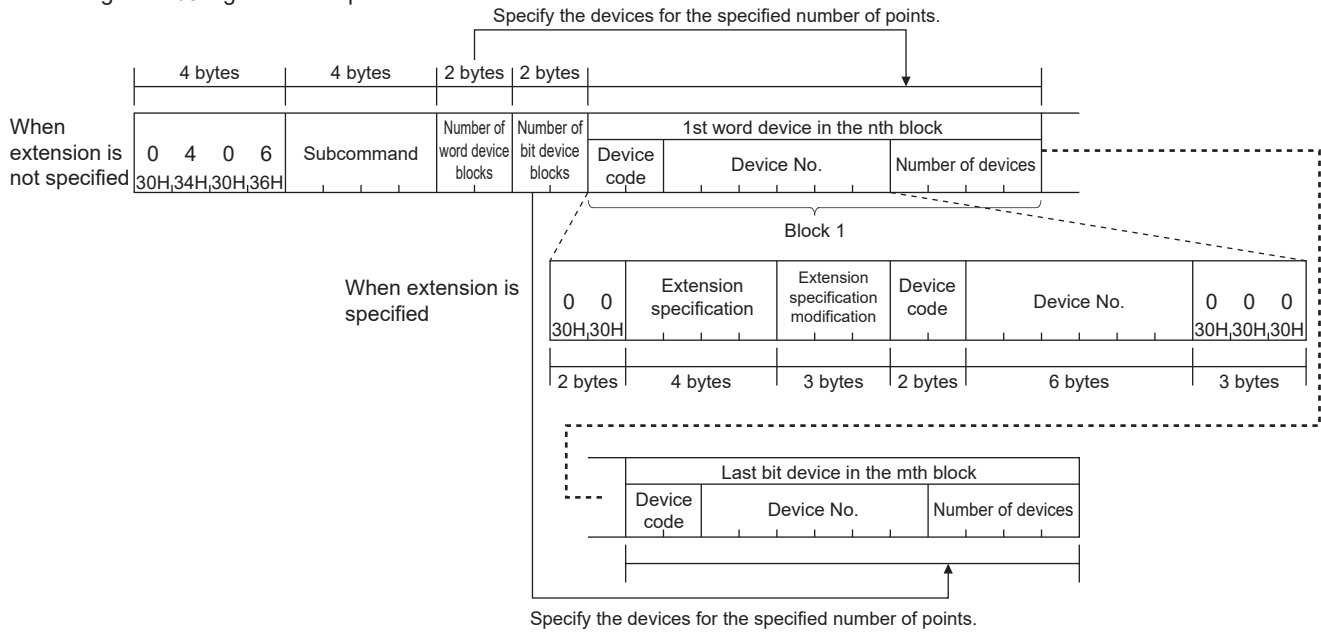 Specify the devices for the specified number of points.
4 bytes 4 bytes 2 bytes 2 bytes
When
extension is
not specified
0 4 0 6
30H 34H 30H 36H
Subcommand
Number of
word device
blocks
Number of
bit device
blocks
1st word device in the nth block
Device
code
Device No.
Number of devices
Block 1
When extension is
specified
0 0
30H 30H
Extension
specification
Extension
specification
modification
Device
code
Device No.
0 0 0
30H 30H 30H
2 bytes 4 bytes 3 bytes 2 bytes 6 bytes 3 bytes
Last bit device in the mth block
Device
code
Device No.
Number of devices
Specify the devices for the specified number of points.